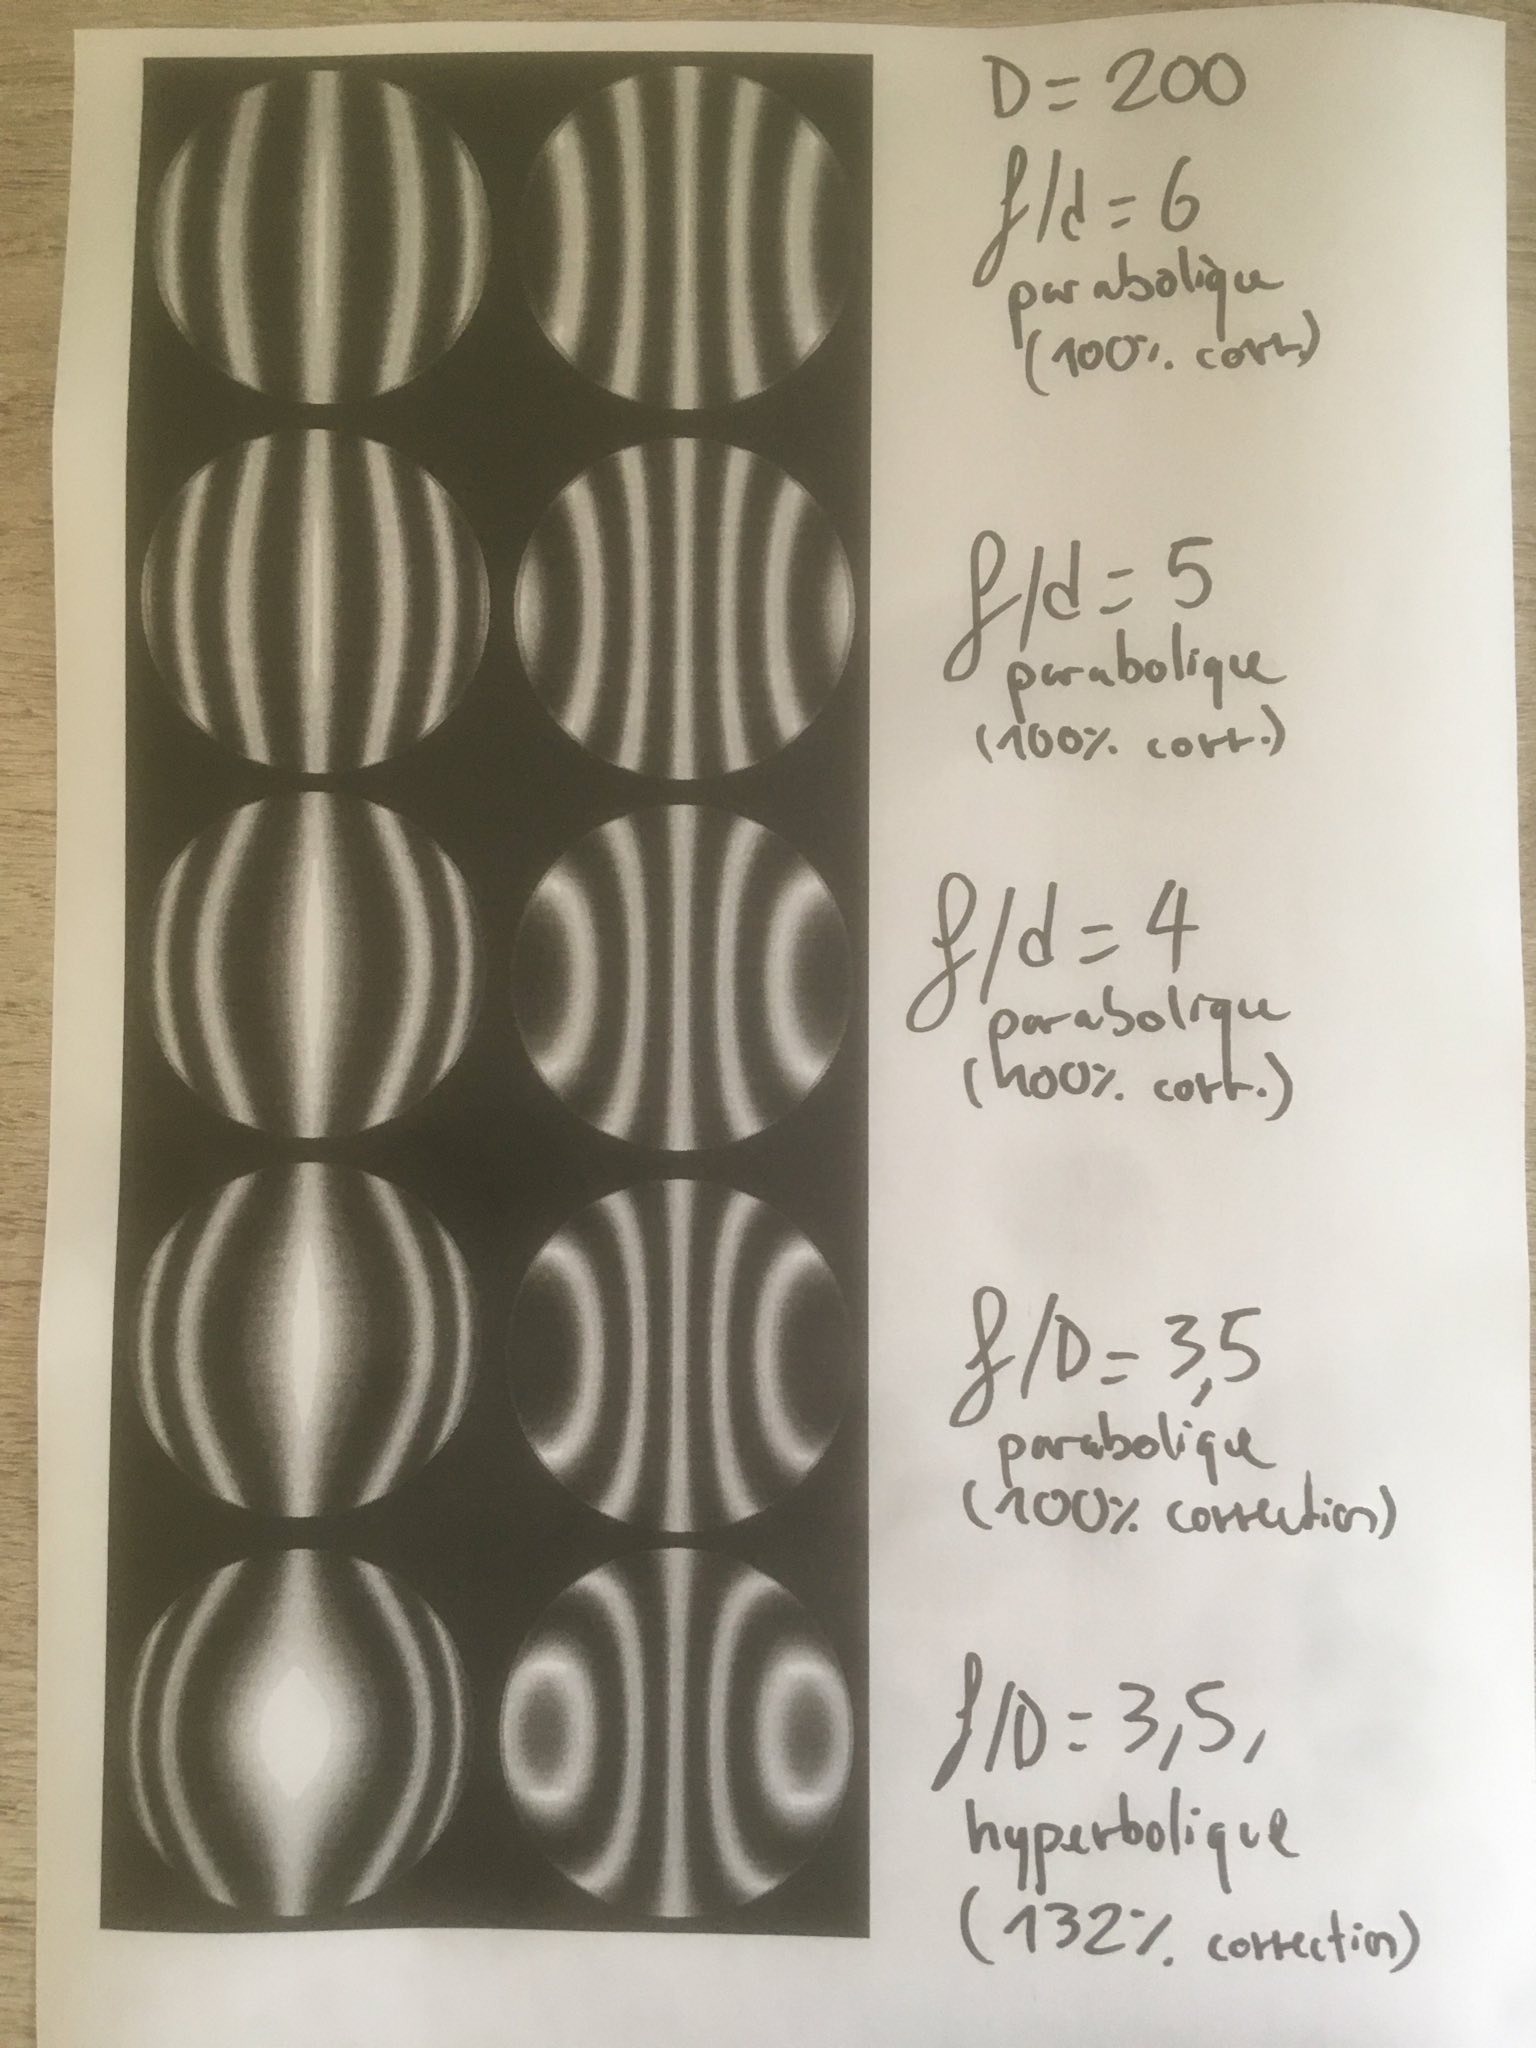 D = 200
f/d = 6
parabolique
(100% corr.)
f/d = 5
parabolique
(100% corr.)
f/d = 4
parabolique
(100% corr.)
f/D = 3,5
parabolique
(100% correction)
f/D = 3,5,
hyperbolique
(132% correction)